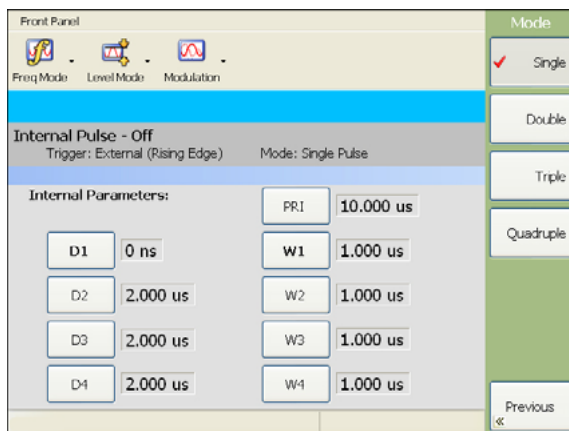 Front Panel
Mode
Freq Mode Level Mode Modulation
Single
Double
Internal Pulse - Off
Trigger: External (Rising Edge) Mode: Single Pulse
Triple
Internal Parameters:
PRI 10.000 us
Quadruple
D1 0 ns W1 1.000 us
D2 2.000 us W2 1.000 us
D3 2.000 us W3 1.000 us
D4 2.000 us W4 1.000 us
Previous
«